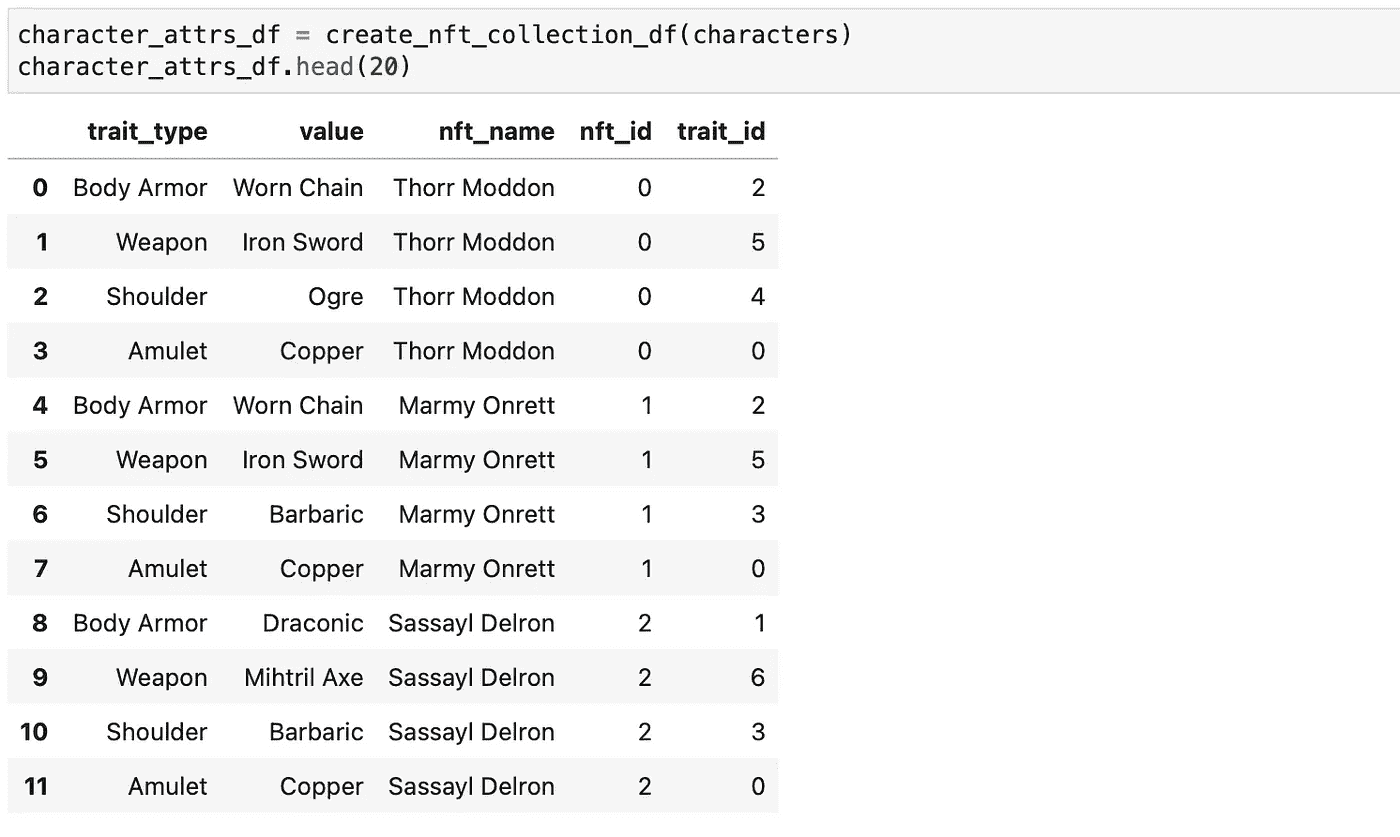 character_attrs_df = create_nft_collection_df(characters)
character_attrs_df.head(20)
trait_type value nft_name nft_id trait_id
0 Body Armor Worn Chain Thorr Moddon 0 2
1 Weapon Iron Sword Thorr Moddon 0 5
2 Shoulder Ogre Thorr Moddon 0 4
3 Amulet Copper Thorr Moddon 0 0
4 Body Armor Worn Chain Marmy Onrett 1 2
5 Weapon Iron Sword Marmy Onrett 1 5
6 Shoulder Barbaric Marmy Onrett 1 3
7 Amulet Copper Marmy Onrett 1 0
8 Body Armor Draconic Sassayl Delron 2 1
9 Weapon Mihtril Axe Sassayl Delron 2 6
10 Shoulder Barbaric Sassayl Delron 2 3
11 Amulet Copper Sassayl Delron 2 0